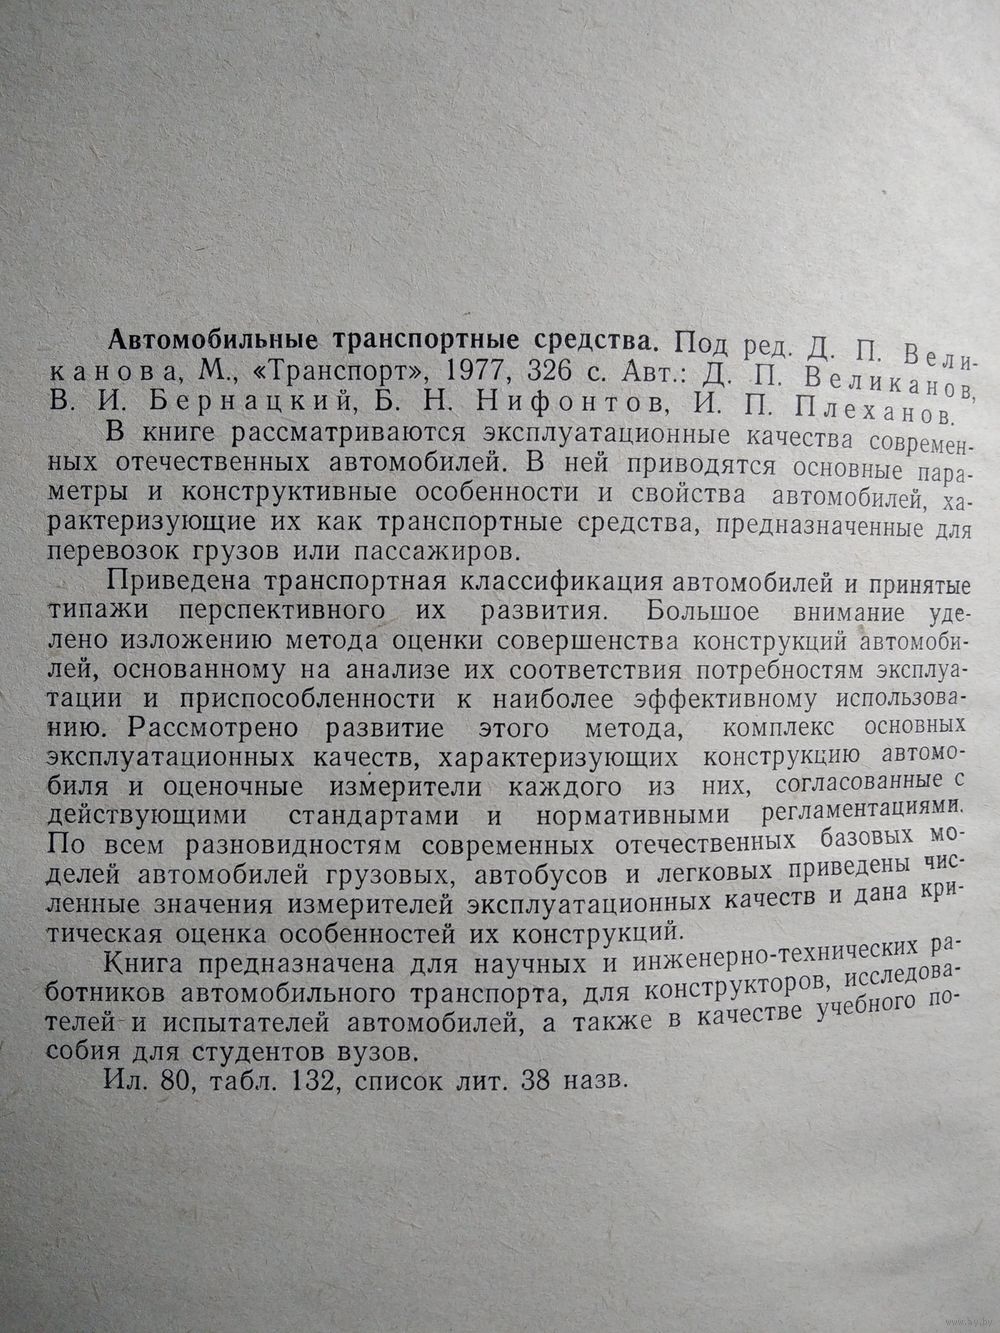 Автомобильные транспортные средства. Под ред. Д. П. Вели-
канова, М., «Транспорт», 1977, 326 с. Авт.: Д. П. Великанов,
В. И. Бернацкий, Б. Н. Нифонтов, И. П. Плеханов.
В книге рассматриваются эксплуатационные качества современ-
ных отечественных автомобилей. В ней приводятся основные пара-
метры и конструктивные особенности и свойства автомобилей, ха-
рактеризующие их как транспортные средства, предназначенные для
перевозок грузов или пассажиров.
Приведена транспортная классификация автомобилей и принятые
типажи перспективного их развития. Большое внимание уде-
лено изложению метода оценки совершенства конструкций автомоби-
лей, основанному на анализе их соответствия потребностям эксплуа-
тации и приспособленности к наиболее эффективному использова-
нию. Рассмотрено развитие этого метода, комплекс основных
эксплуатационных качеств, характеризующих конструкцию автомо-
биля и оценочные измерители каждого из них, согласованные с
действующими стандартами и нормативными регламентациями.
По всем разновидностям современных отечественных базовых мо-
делей автомобилей грузовых, автобусов и легковых приведены чис-
ленные значения измерителей эксплуатационных качеств и дана кри-
тическая оценка особенностей их конструкций.
Книга предназначена для научных и инженерно-технических ра-
ботников автомобильного транспорта, для конструкторов, исследова-
телей и испытателей автомобилей, а также в качестве учебного по-
собия для студентов вузов.
Ил. 80, табл. 132, список лит. 38 назв.
www.ay.by